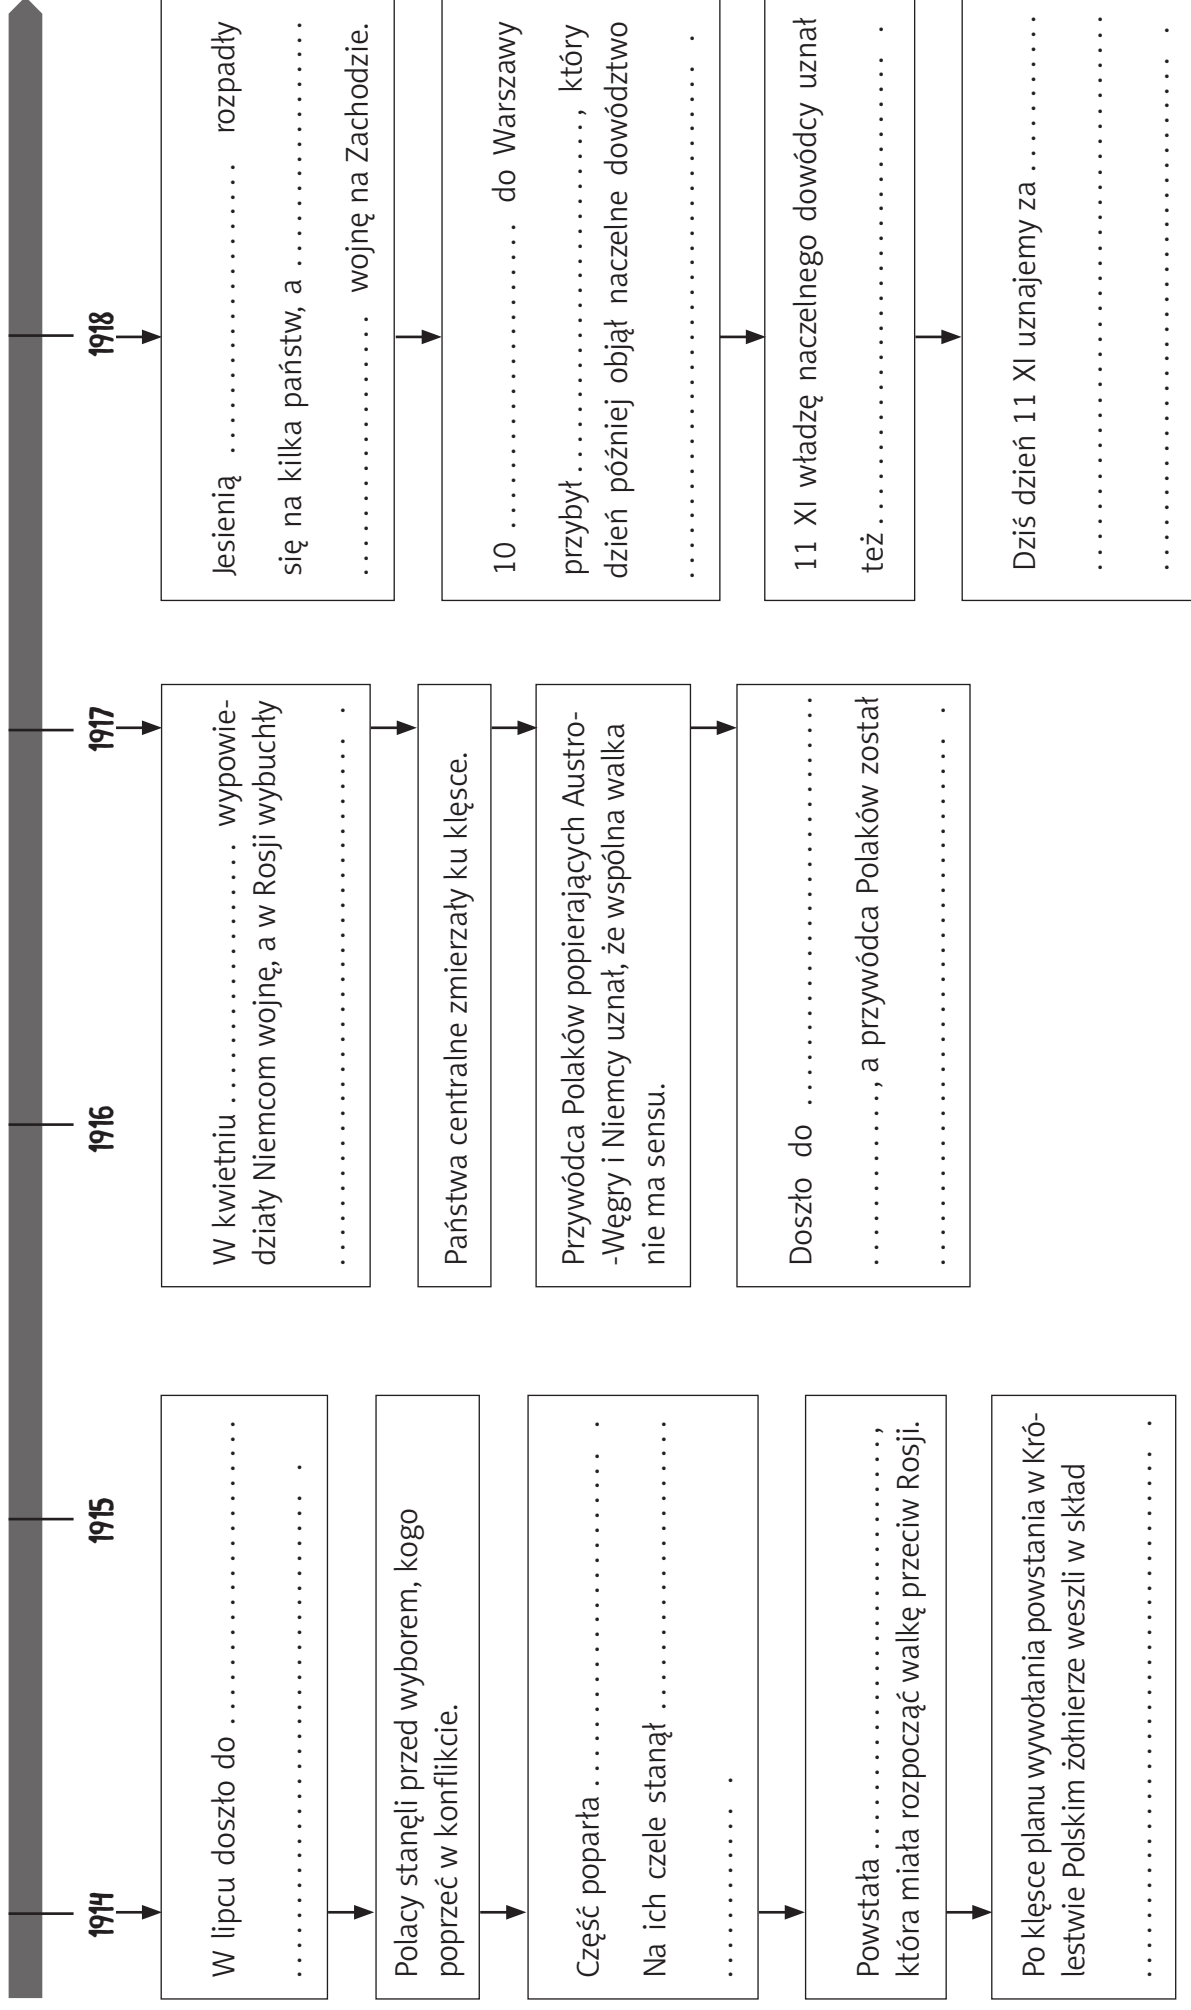 1914
1915
1916
1917
1918
W lipcu doszło do ..............................
..............................
Polacy stanęli przed wyborem, kogo
poprzeć w konflikcie.
Część poparła ..............................
Na ich czele stanął ..............................
..........
Powstała .............................. ,
która miała rozpocząć walkę przeciw Rosji.
Po klęsce planu wywołania powstania w Kró-
lestwie Polskim żołnierze weszli w skład
..............................
W kwietniu .................... wypowie-
działy Niemcom wojnę, a w Rosji wybuchły
..............................
Państwa centralne zmierzały ku klęsce.
Przywódca Polaków popierających Austro-
-Węgry i Niemcy uznał, że wspólna walka
nie ma sensu.
Doszło do ..............................
.............. , a przywódca Polaków został
..............................
Jesienią .................... rozpadły
się na kilka państw, a ....................
.................... wojnę na Zachodzie.
10 .................... do Warszawy
przybył .................... , który
dzień później objął naczelne dowództwo
..............................
11 XI władzę naczelnego dowódcy uznał
też ..............................
Dziś dzień 11 XI uznajemy za ..........
..............................
..............................